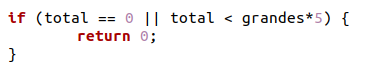 if (total == 0 || total < grandes*5) {
        return 0;
}